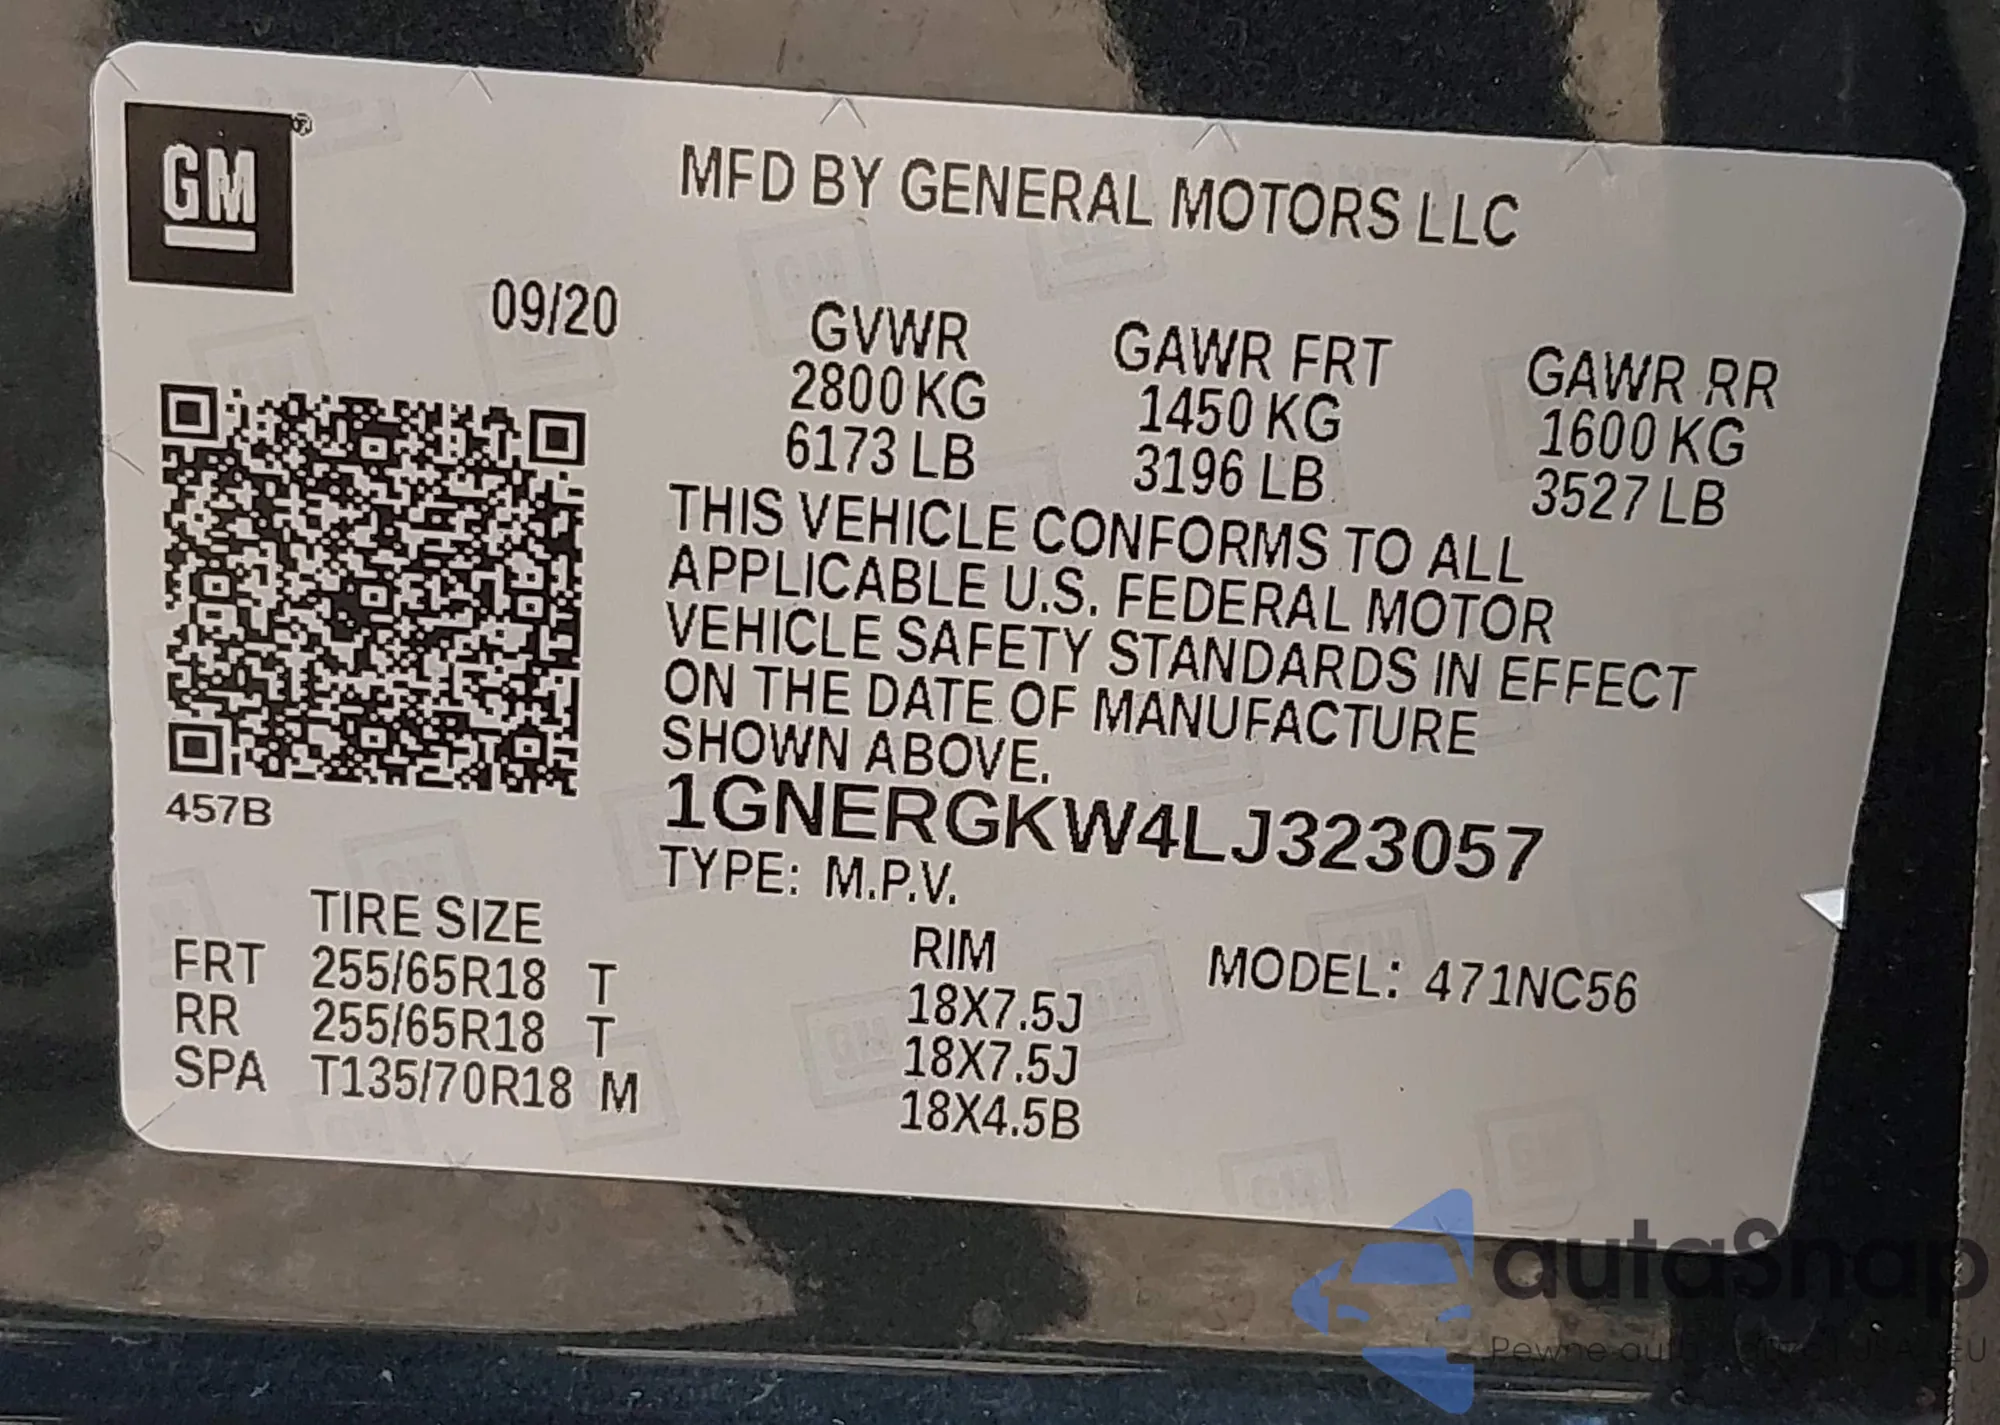 GM ®
MFD BY GENERAL MOTORS LLC
09/20
GVWR
2800 KG
6173 LB
GAWR FRT
1450 KG
3196 LB
GAWR RR
1600 KG
3527 LB
THIS VEHICLE CONFORMS TO ALL
APPLICABLE U.S. FEDERAL MOTOR
VEHICLE SAFETY STANDARDS IN EFFECT
ON THE DATE OF MANUFACTURE
SHOWN ABOVE.
1GNERGKW4LJ323057
TYPE: M.P.V.
457B
TIRE SIZE RIM MODEL: 471NC56
FRT 255/65R18 T 18X7.5J
RR 255/65R18 T 18X7.5J
SPA T135/70R18 M 18X4.5B
autaSnap
Pewne auta